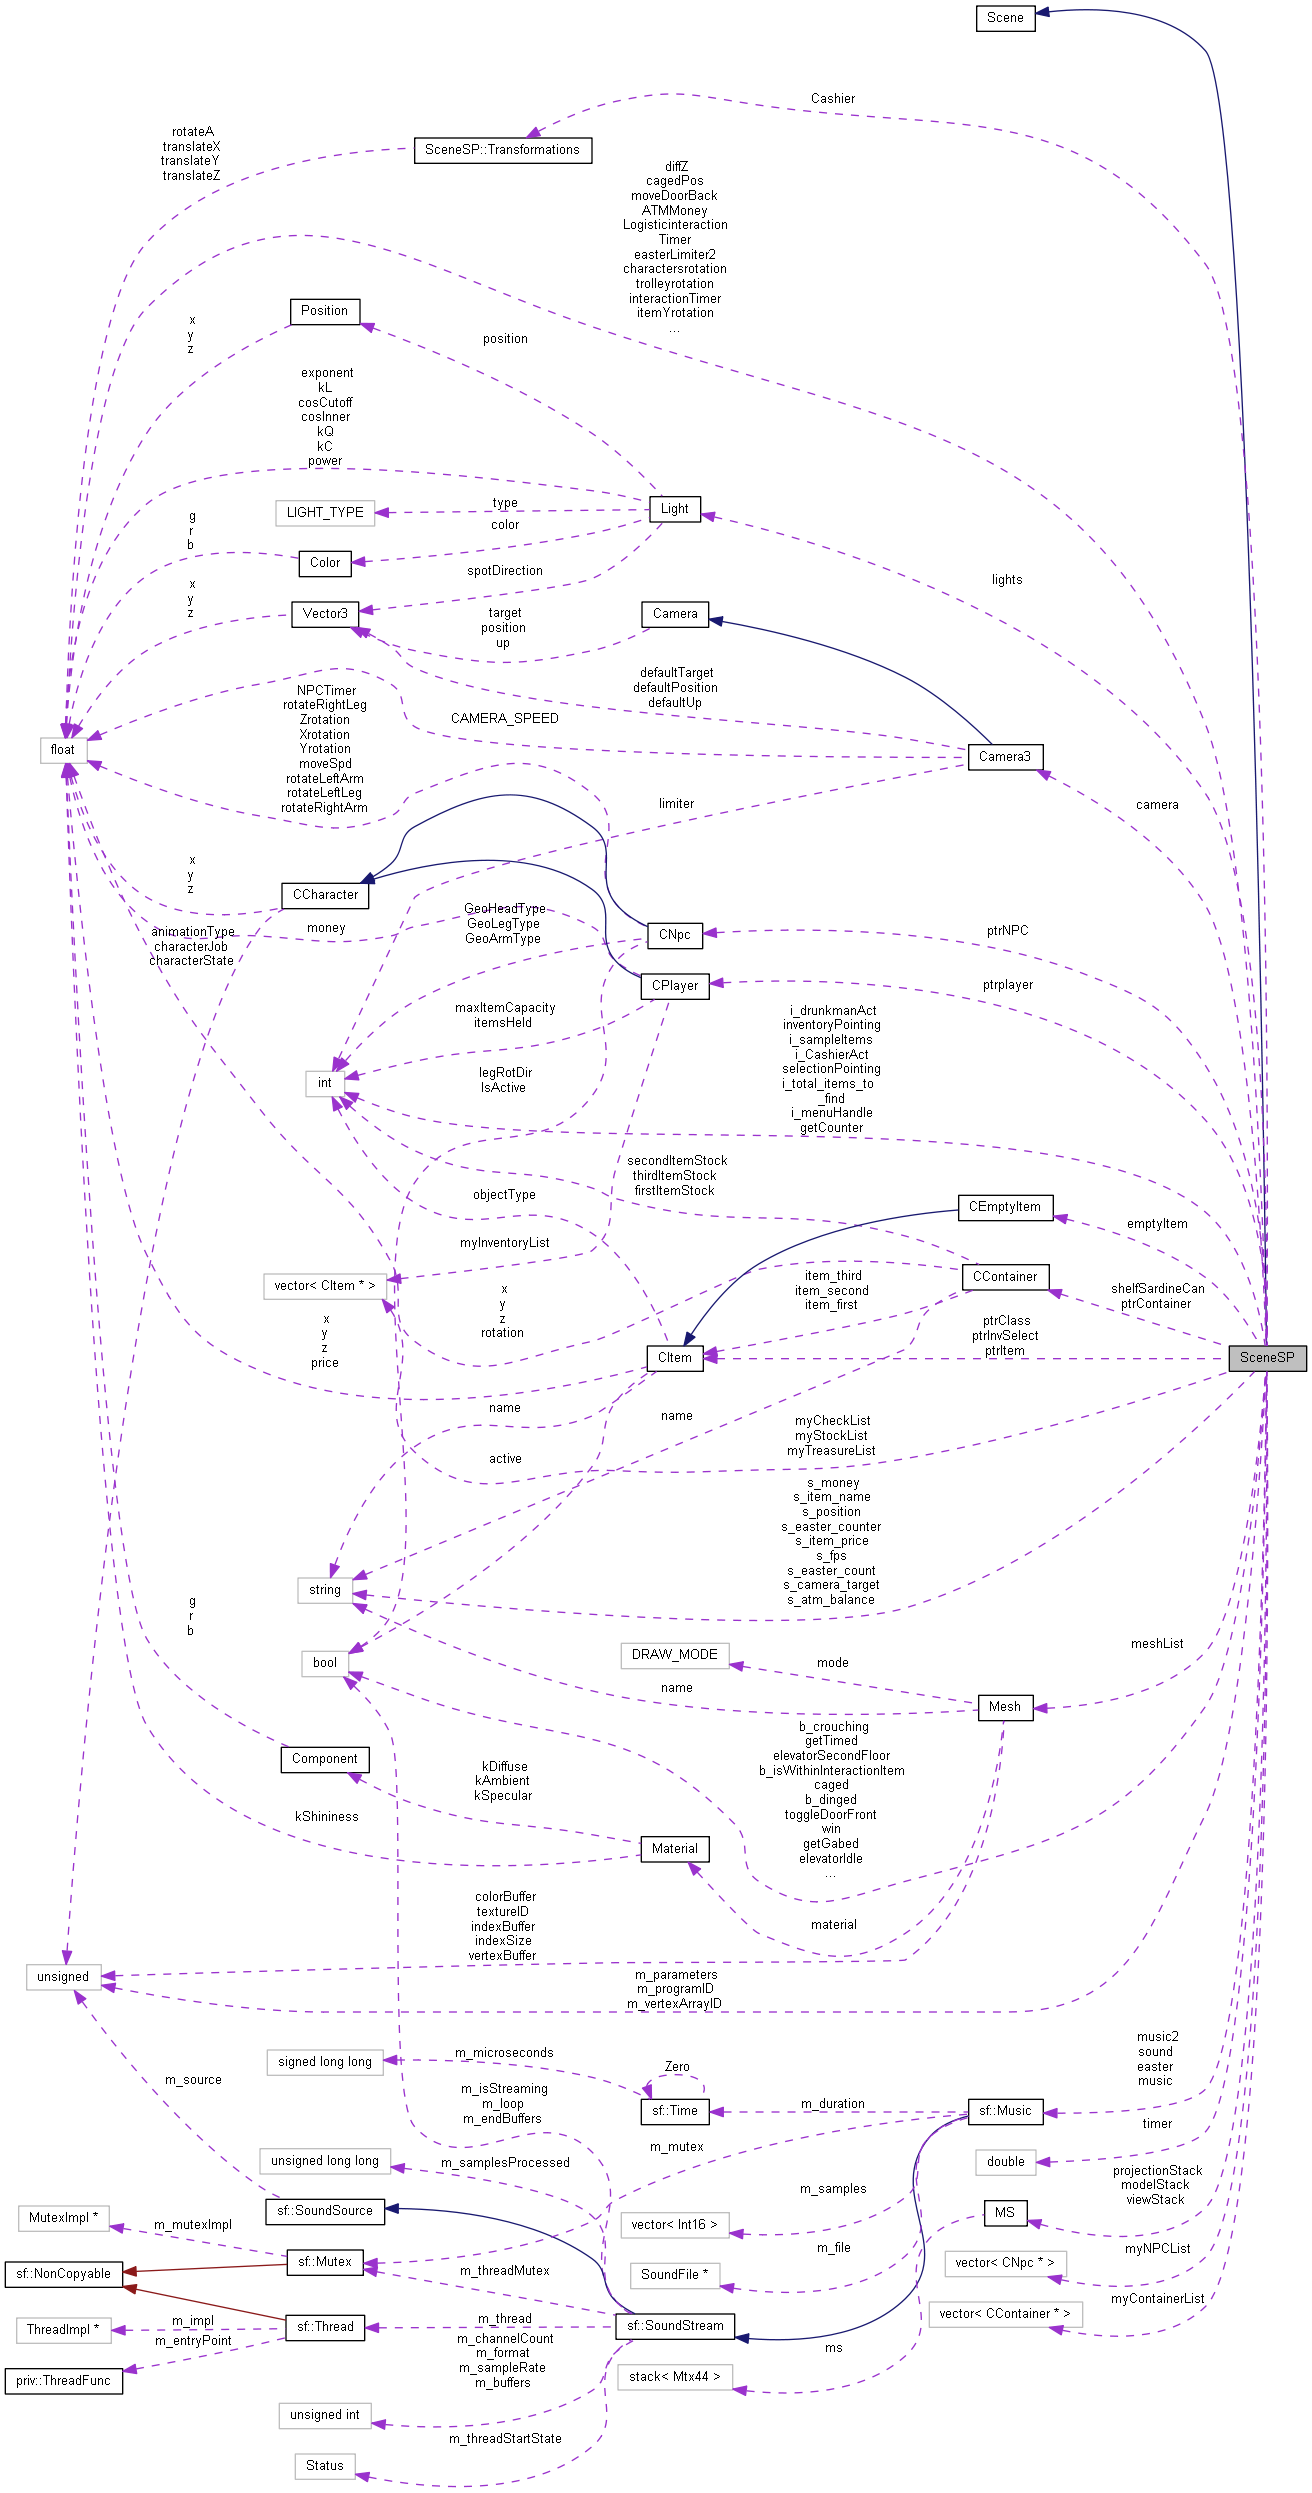 Scene
Cashier
rotateA
translateX
translateY
translateZ
SceneSP::Transformations
diffZ
cagedPos
moveDoorBack
ATMMoney
Logisticinteraction
Timer
easterLimiter2
charactersrotation
trolleyrotation
interactionTimer
itemYrotation
...
Position
x
y
z
position
exponent
kL
cosCutoff
cosInner
kQ
kC
power
LIGHT_TYPE
type
Light
color
g
r
b
Color
spotDirection
lights
x
y
z
Vector3
target
position
up
Camera
defaultTarget
defaultPosition
defaultUp
CAMERA_SPEED
NPCTimer
rotateRightLeg
Zrotation
Xrotation
Yrotation
moveSpd
rotateLeftArm
rotateLeftLeg
rotateRightArm
float
Camera3
limiter
camera
x
y
z
CCharacter
GeoHeadType
GeoLegType
GeoArmType
money
animationType
characterJob
characterState
CNpc
ptrNPC
CPlayer
ptrplayer
maxItemCapacity
itemsHeld
i_drunkmanAct
inventoryPointing
i_sampleItems
i_CashierAct
selectionPointing
i_total_items_to
_find
i_menuHandle
getCounter
int
legRotDir
IsActive
secondItemStock
thirdItemStock
firstItemStock
objectType
CEmptyItem
emptyItem
myInventoryList
vector< CItem * >
x
y
z
rotation
item_third
item_second
item_first
CContainer
shelfSardineCan
ptrContainer
x
y
z
price
ptrClass
ptrInvSelect
ptrItem
CItem
SceneSP
name
name
active
myCheckList
myStockList
myTreasureList
s_money
s_item_name
s_position
s_easter_counter
s_item_price
s_fps
s_easter_count
s_camera_target
s_atm_balance
string
g
r
b
bool
DRAW_MODE
mode
meshList
name
Mesh
b_crouching
getTimed
elevatorSecondFloor
b_isWithinInteractionItem
caged
b_dinged
toggleDoorFront
win
getGabed
elevatorIdle
...
Component
kDiffuse
kAmbient
kSpecular
kShininess
Material
colorBuffer
textureID
indexBuffer
indexSize
vertexBuffer
material
unsigned
m_parameters
m_programID
m_vertexArrayID
signed long long
m_microseconds
Zero
sf::Time
m_source
m_isStreaming
m_loop
m_endBuffers
m_duration
sf::Music
music2
sound
easter
music
m_mutex
timer
double
unsigned long long
m_samplesProcessed
projectionStack
modelStack
viewStack
m_samples
MutexImpl *
sf::SoundSource
vector< Int16 >
MS
m_mutexImpl
m_file
myNPCList
sf::Mutex
sf::NonCopyable
m_threadMutex
SoundFile *
vector< CNpc * >
myContainerList
vector< CContainer * >
ThreadImpl *
m_impl
sf::Thread
m_thread
sf::SoundStream
m_entryPoint
m_channelCount
m_format
m_sampleRate
m_buffers
ms
priv::ThreadFunc
stack< Mtx44 >
unsigned int
m_threadStartState
Status